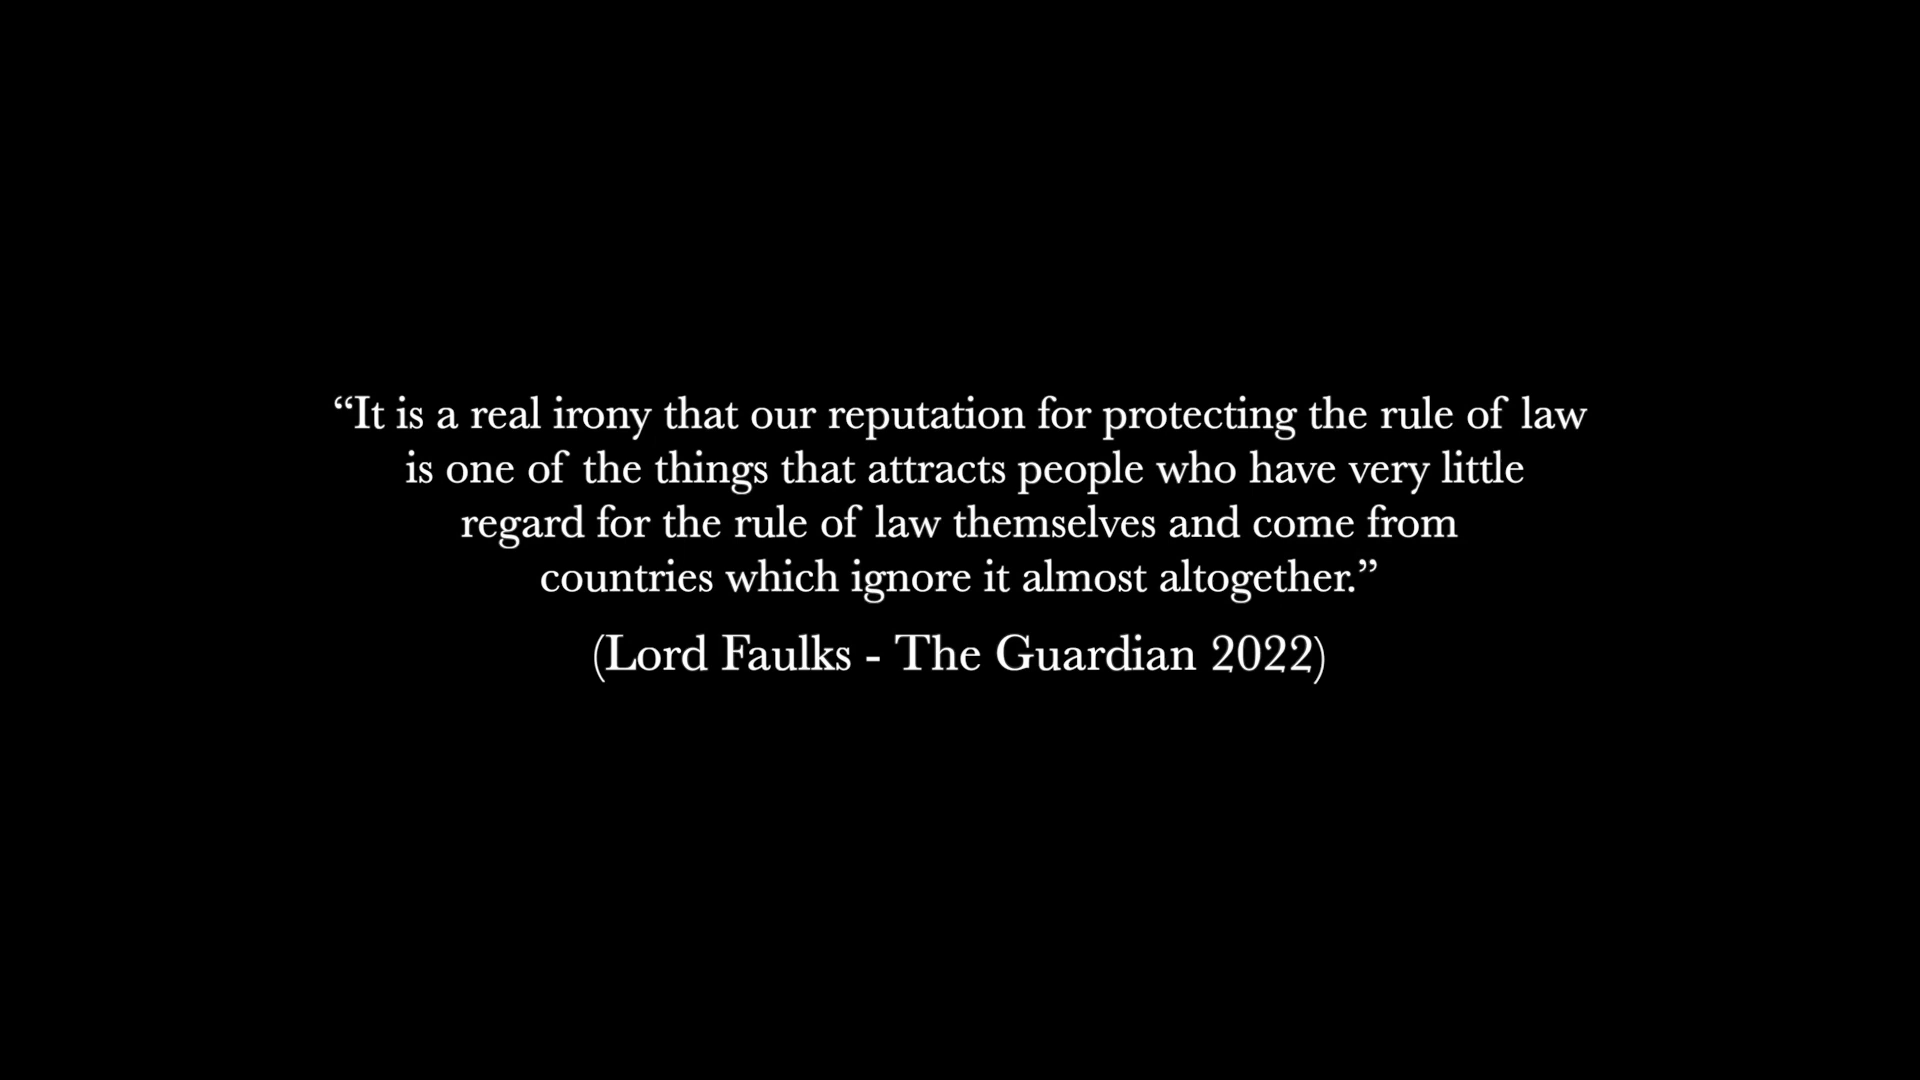 “It is a real irony that our reputation for protecting the rule of law
is one of the things that attracts people who have very little
regard for the rule of law themselves and come from
countries which ignore it almost altogether.”
(Lord Faulks - The Guardian 2022)